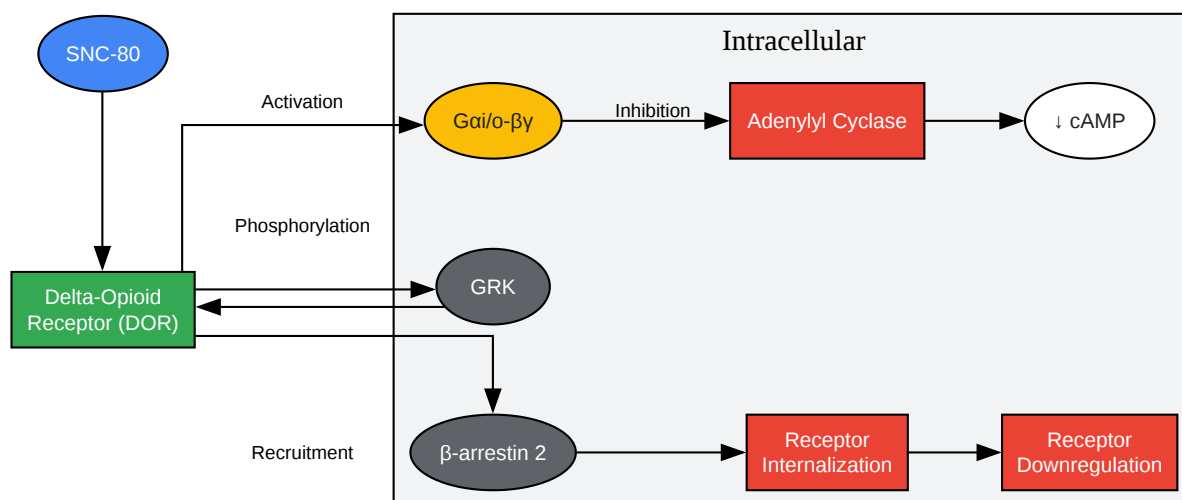 SNC-80
Intracellular
Activation
Gαi/o-βγ
Inhibition
Adenylyl Cyclase
↓ cAMP
Phosphorylation
Delta-Opioid
Receptor (DOR)
GRK
Recruitment
β-arrestin 2
Receptor
Internalization
Receptor
Downregulation